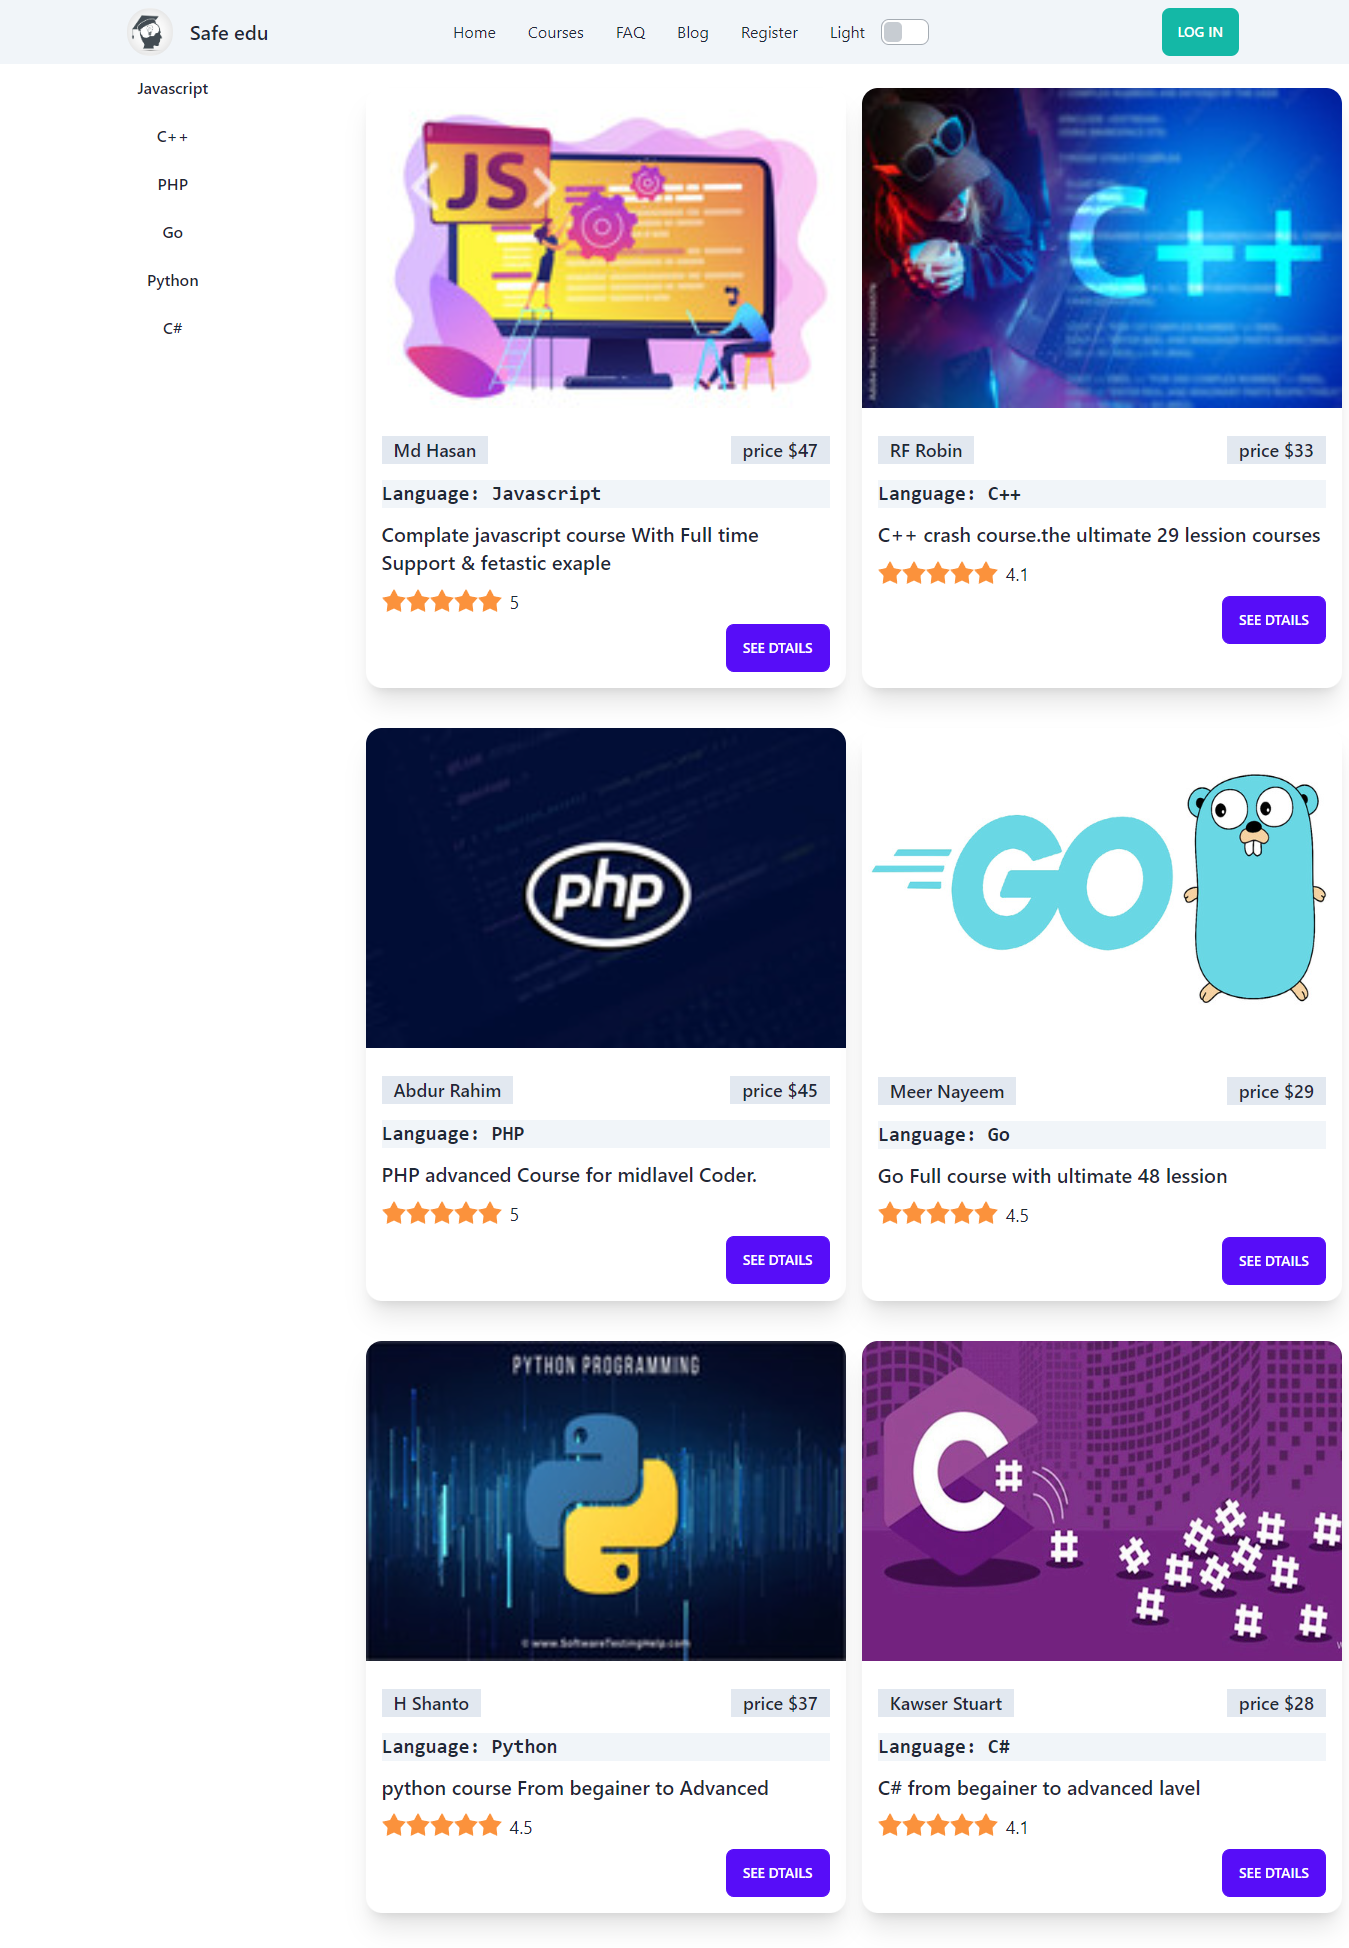 Safe edu
Home Courses FAQ Blog Register Light
LOG IN
Javascript
C++
PHP
Go
Python
C#
JS
Md Hasan price $47
Language: Javascript
Complate javascript course With Full time
Support & fetastic exaple
5
SEE DTAILS
C++
RF Robin price $33
Language: C++
C++ crash course.the ultimate 29 lession courses
4.1
SEE DTAILS
php
Abdur Rahim price $45
Language: PHP
PHP advanced Course for midlavel Coder.
5
SEE DTAILS
GO
Meer Nayeem price $29
Language: Go
Go Full course with ultimate 48 lession
4.5
SEE DTAILS
PYTHON PROGRAMMING
© www.SoftwareTestingHelp.com
H Shanto price $37
Language: Python
python course From begainer to Advanced
4.5
SEE DTAILS
C#
Kawser Stuart price $28
Language: C#
C# from begainer to advanced lavel
4.1
SEE DTAILS